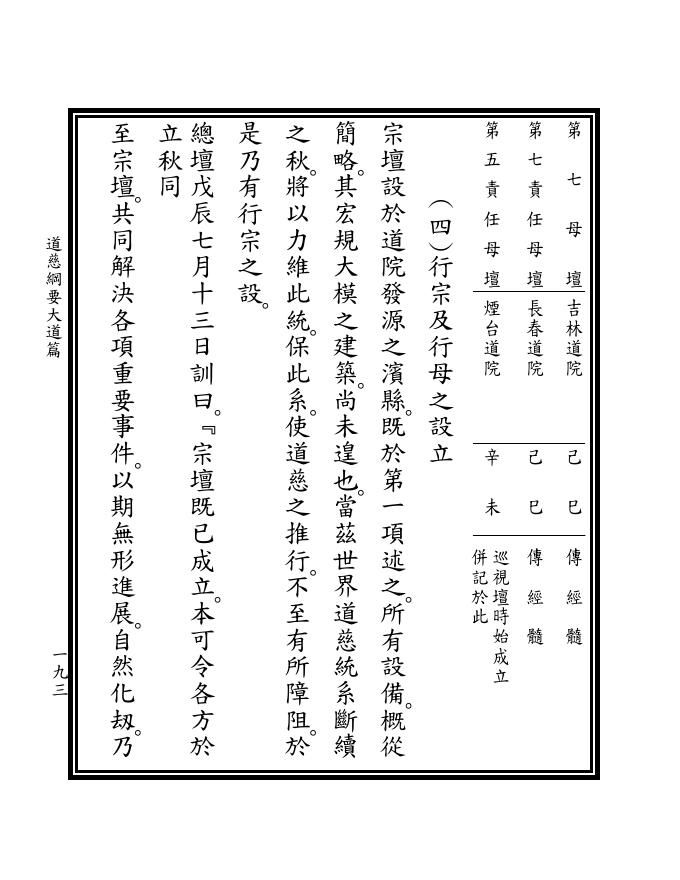 第七母壇 吉林道院 己巳 傳經髓
第七責任母壇 長春道院 己巳 傳經髓
第五責任母壇 煙台道院 辛未 巡視壇時始成立
併記於此
（四）行宗及行母之設立
宗壇設於道院發源之濱縣。既於第一項述之。所有設備。概從
簡略。其宏規大模之建築。尚未遑也。當茲世界道慈統系斷續
之秋。將以力維此統。保此系。使道慈之推行。不至有所障阻。於
是乃有行宗之設。
總壇戊辰七月十三日訓曰。『宗壇既已成立。本可令各方於
立秋同
至宗壇。共同解決各項重要事件。以期無形進展。自然化劫。乃
道慈綱要大道篇
一九三